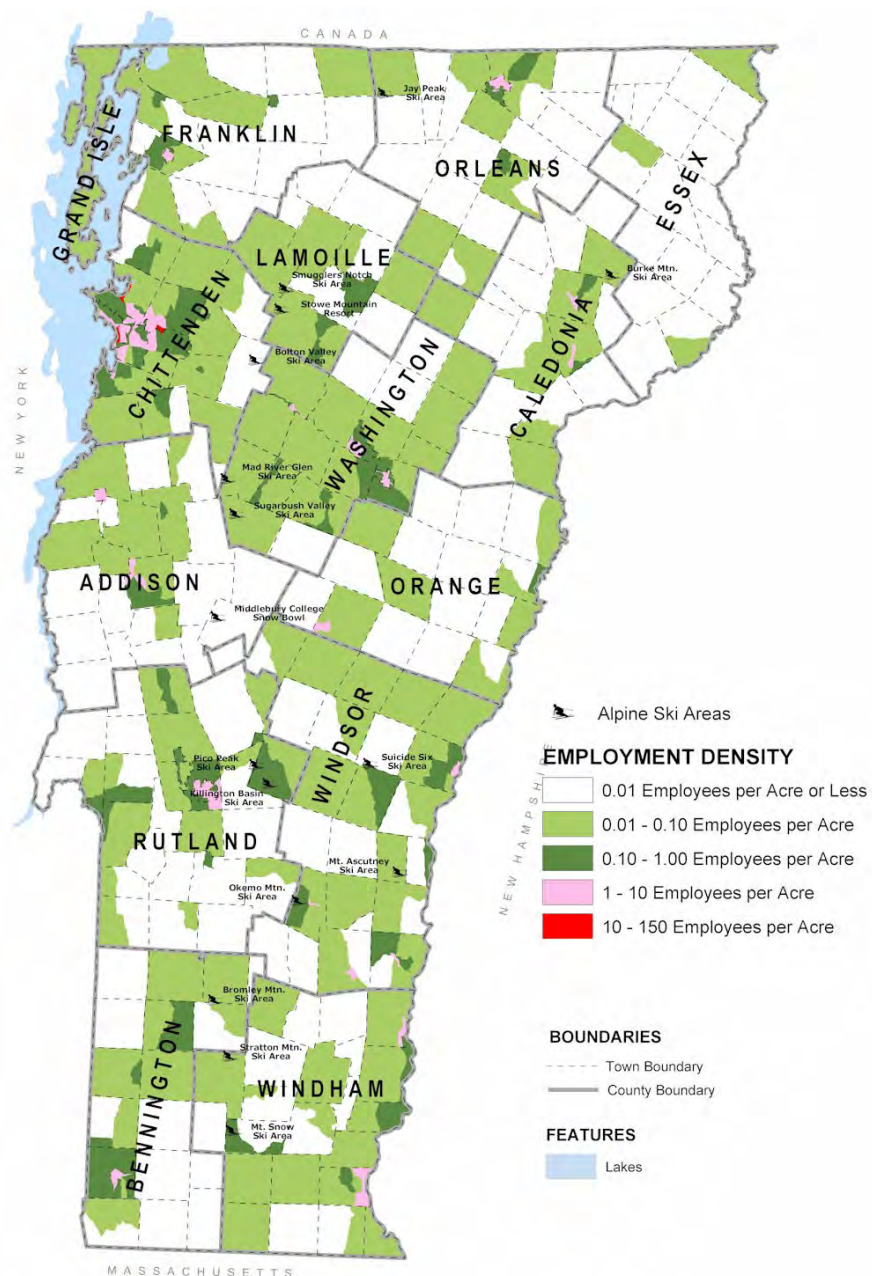 CANADA
Jay Peak
Ski Area
FRANKLIN
GRAND ISLE
ORLEANS
ESSEX
LAMOILLE
Smugglers Notch
Ski Area
Stowe Mountain
Resort
Burke Mtn.
Ski Area
CHITTENDEN
CALEDONIA
Bolton Valley
Ski Area
WASHINGTON
NEW YORK
Mad River Glen
Ski Area
Sugarbush Valley
Ski Area
ADDISON
ORANGE
Middlebury College
Snow Bowl
WINDSOR
Pico Peak
Ski Area
Suicide Six
Ski Area
Killington Basin
Ski Area
RUTLAND
Mt. Ascutney
Ski Area
Okemo Mtn.
Ski Area
NEW HAMPSHIRE
Bromley Mtn.
Ski Area
Stratton Mtn.
Ski Area
BENNINGTON
WINDHAM
Mt. Snow
Ski Area
MASSACHUSETTS
Alpine Ski Areas
EMPLOYMENT DENSITY
0.01 Employees per Acre or Less
0.01 - 0.10 Employees per Acre
0.10 - 1.00 Employees per Acre
1 - 10 Employees per Acre
10 - 150 Employees per Acre
BOUNDARIES
Town Boundary
County Boundary
FEATURES
Lakes